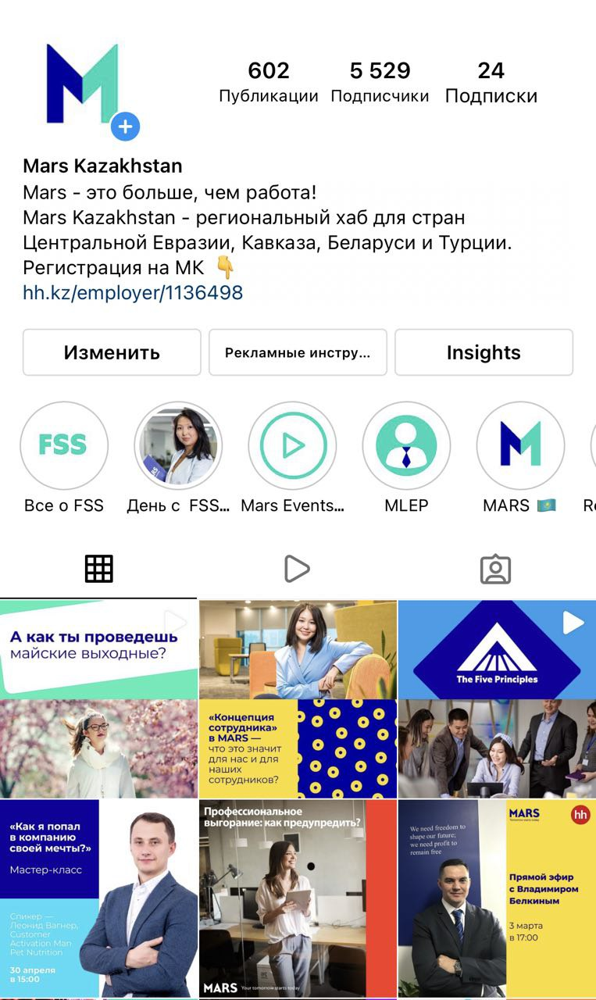 602
5 529
24
Публикации
Подписчики
Подписки
Mars Kazakhstan
Mars - это больше, чем работа!
Mars Kazakhstan - региональный хаб для стран
Центральной Евразии, Кавказа, Беларуси и Турции.
Регистрация на МК 👇
hh.kz/employer/1136498
Изменить
Рекламные инстру...
Insights
FSS
Все о FSS
День с FSS...
Mars Events...
MLEP
MARS 🇰🇿
А как ты проведешь
майские выходные?
«Концепция
сотрудника»
в MARS —
что это значит
для нас и для
наших
сотрудников?
The Five Principles
«Как я попал
в компанию
своей мечты?»
Мастер-класс
Спикер —
Леонид Вагнер,
Customer
Activation Man
Pet Nutrition
30 апреля
в 15:00
Профессиональное
выгорание: как предупредить?
MARS Your tomorrow starts today
We need freedom to
shape our future;
we need profit to
remain free
MARS
Tomorrow starts today
hh
Прямой эфир
с Владимиром
Белкиным
3 марта
в 17:00